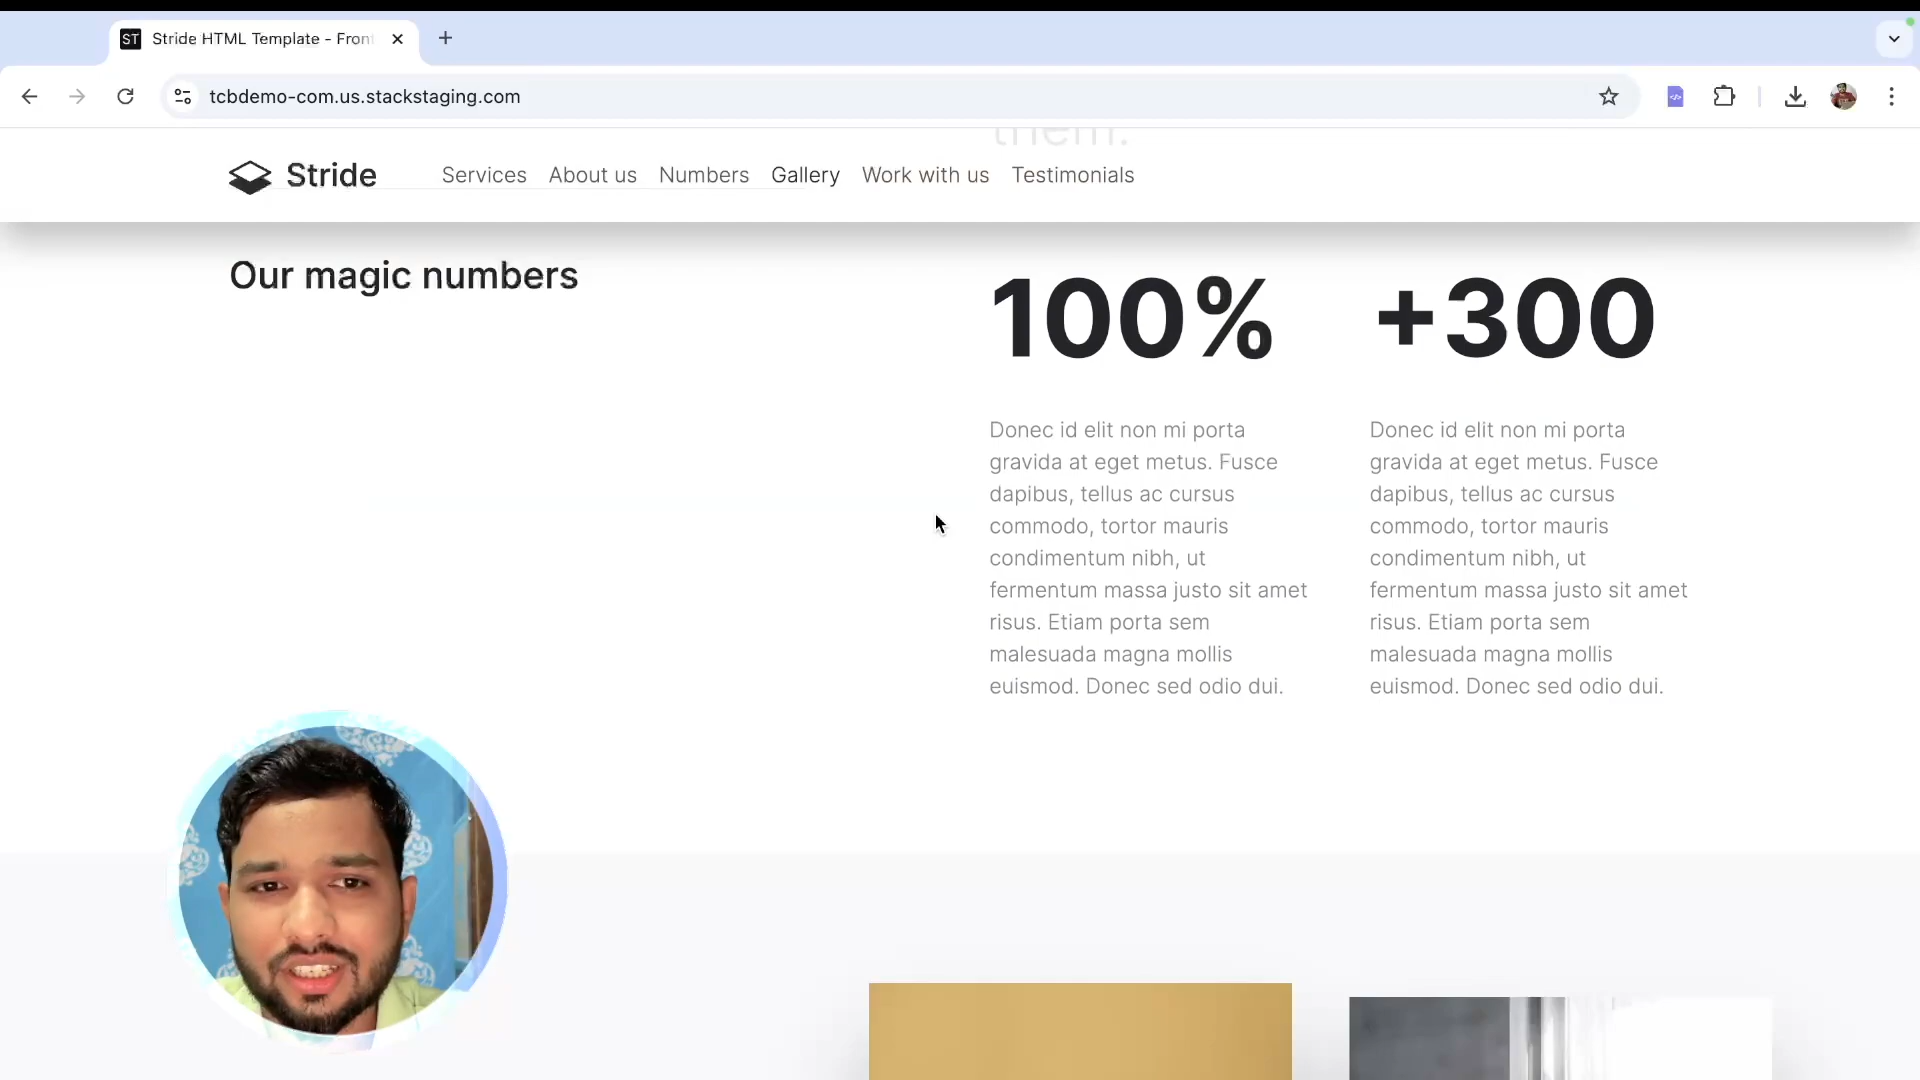 ST Stride HTML Template - Fron
tcbdemo-com.us.stackstaging.com
them.
Stride Services About us Numbers Gallery Work with us Testimonials
Our magic numbers
100%
Donec id elit non mi porta
gravida at eget metus. Fusce
dapibus, tellus ac cursus
commodo, tortor mauris
condimentum nibh, ut
fermentum massa justo sit amet
risus. Etiam porta sem
malesuada magna mollis
euismod. Donec sed odio dui.
+300
Donec id elit non mi porta
gravida at eget metus. Fusce
dapibus, tellus ac cursus
commodo, tortor mauris
condimentum nibh, ut
fermentum massa justo sit amet
risus. Etiam porta sem
malesuada magna mollis
euismod. Donec sed odio dui.